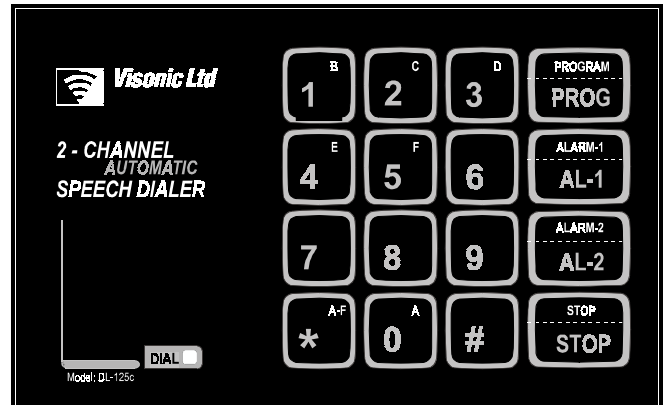 Visonic Ltd
2 - CHANNEL
AUTOMATIC
SPEECH DIALER
DIAL
Model: DL-125c
B C D PROGRAM
1 2 3 PROG
E F ALARM-1
4 5 6 AL-1
ALARM-2
7 8 9 AL-2
A-F A STOP
* 0 # STOP